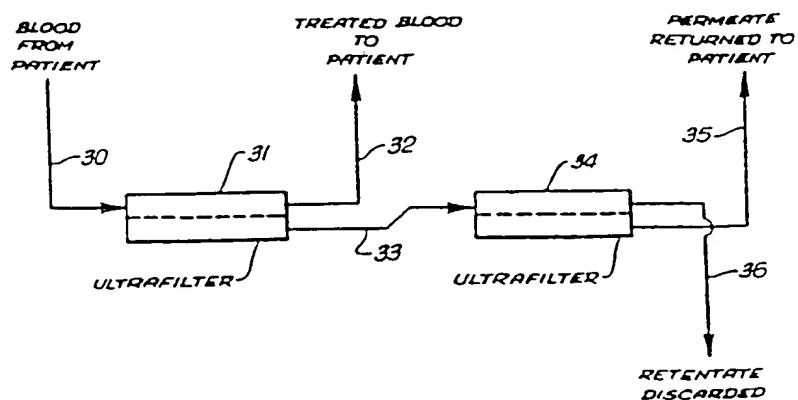 BLOOD
FROM
PATIENT
TREATED BLOOD
TO
PATIENT
PERMEATE
RETURNED TO
PATIENT
30
31
32
33
34
35
36
ULTRAFILTER
ULTRAFILTER
RETENTATE
DISCARDED